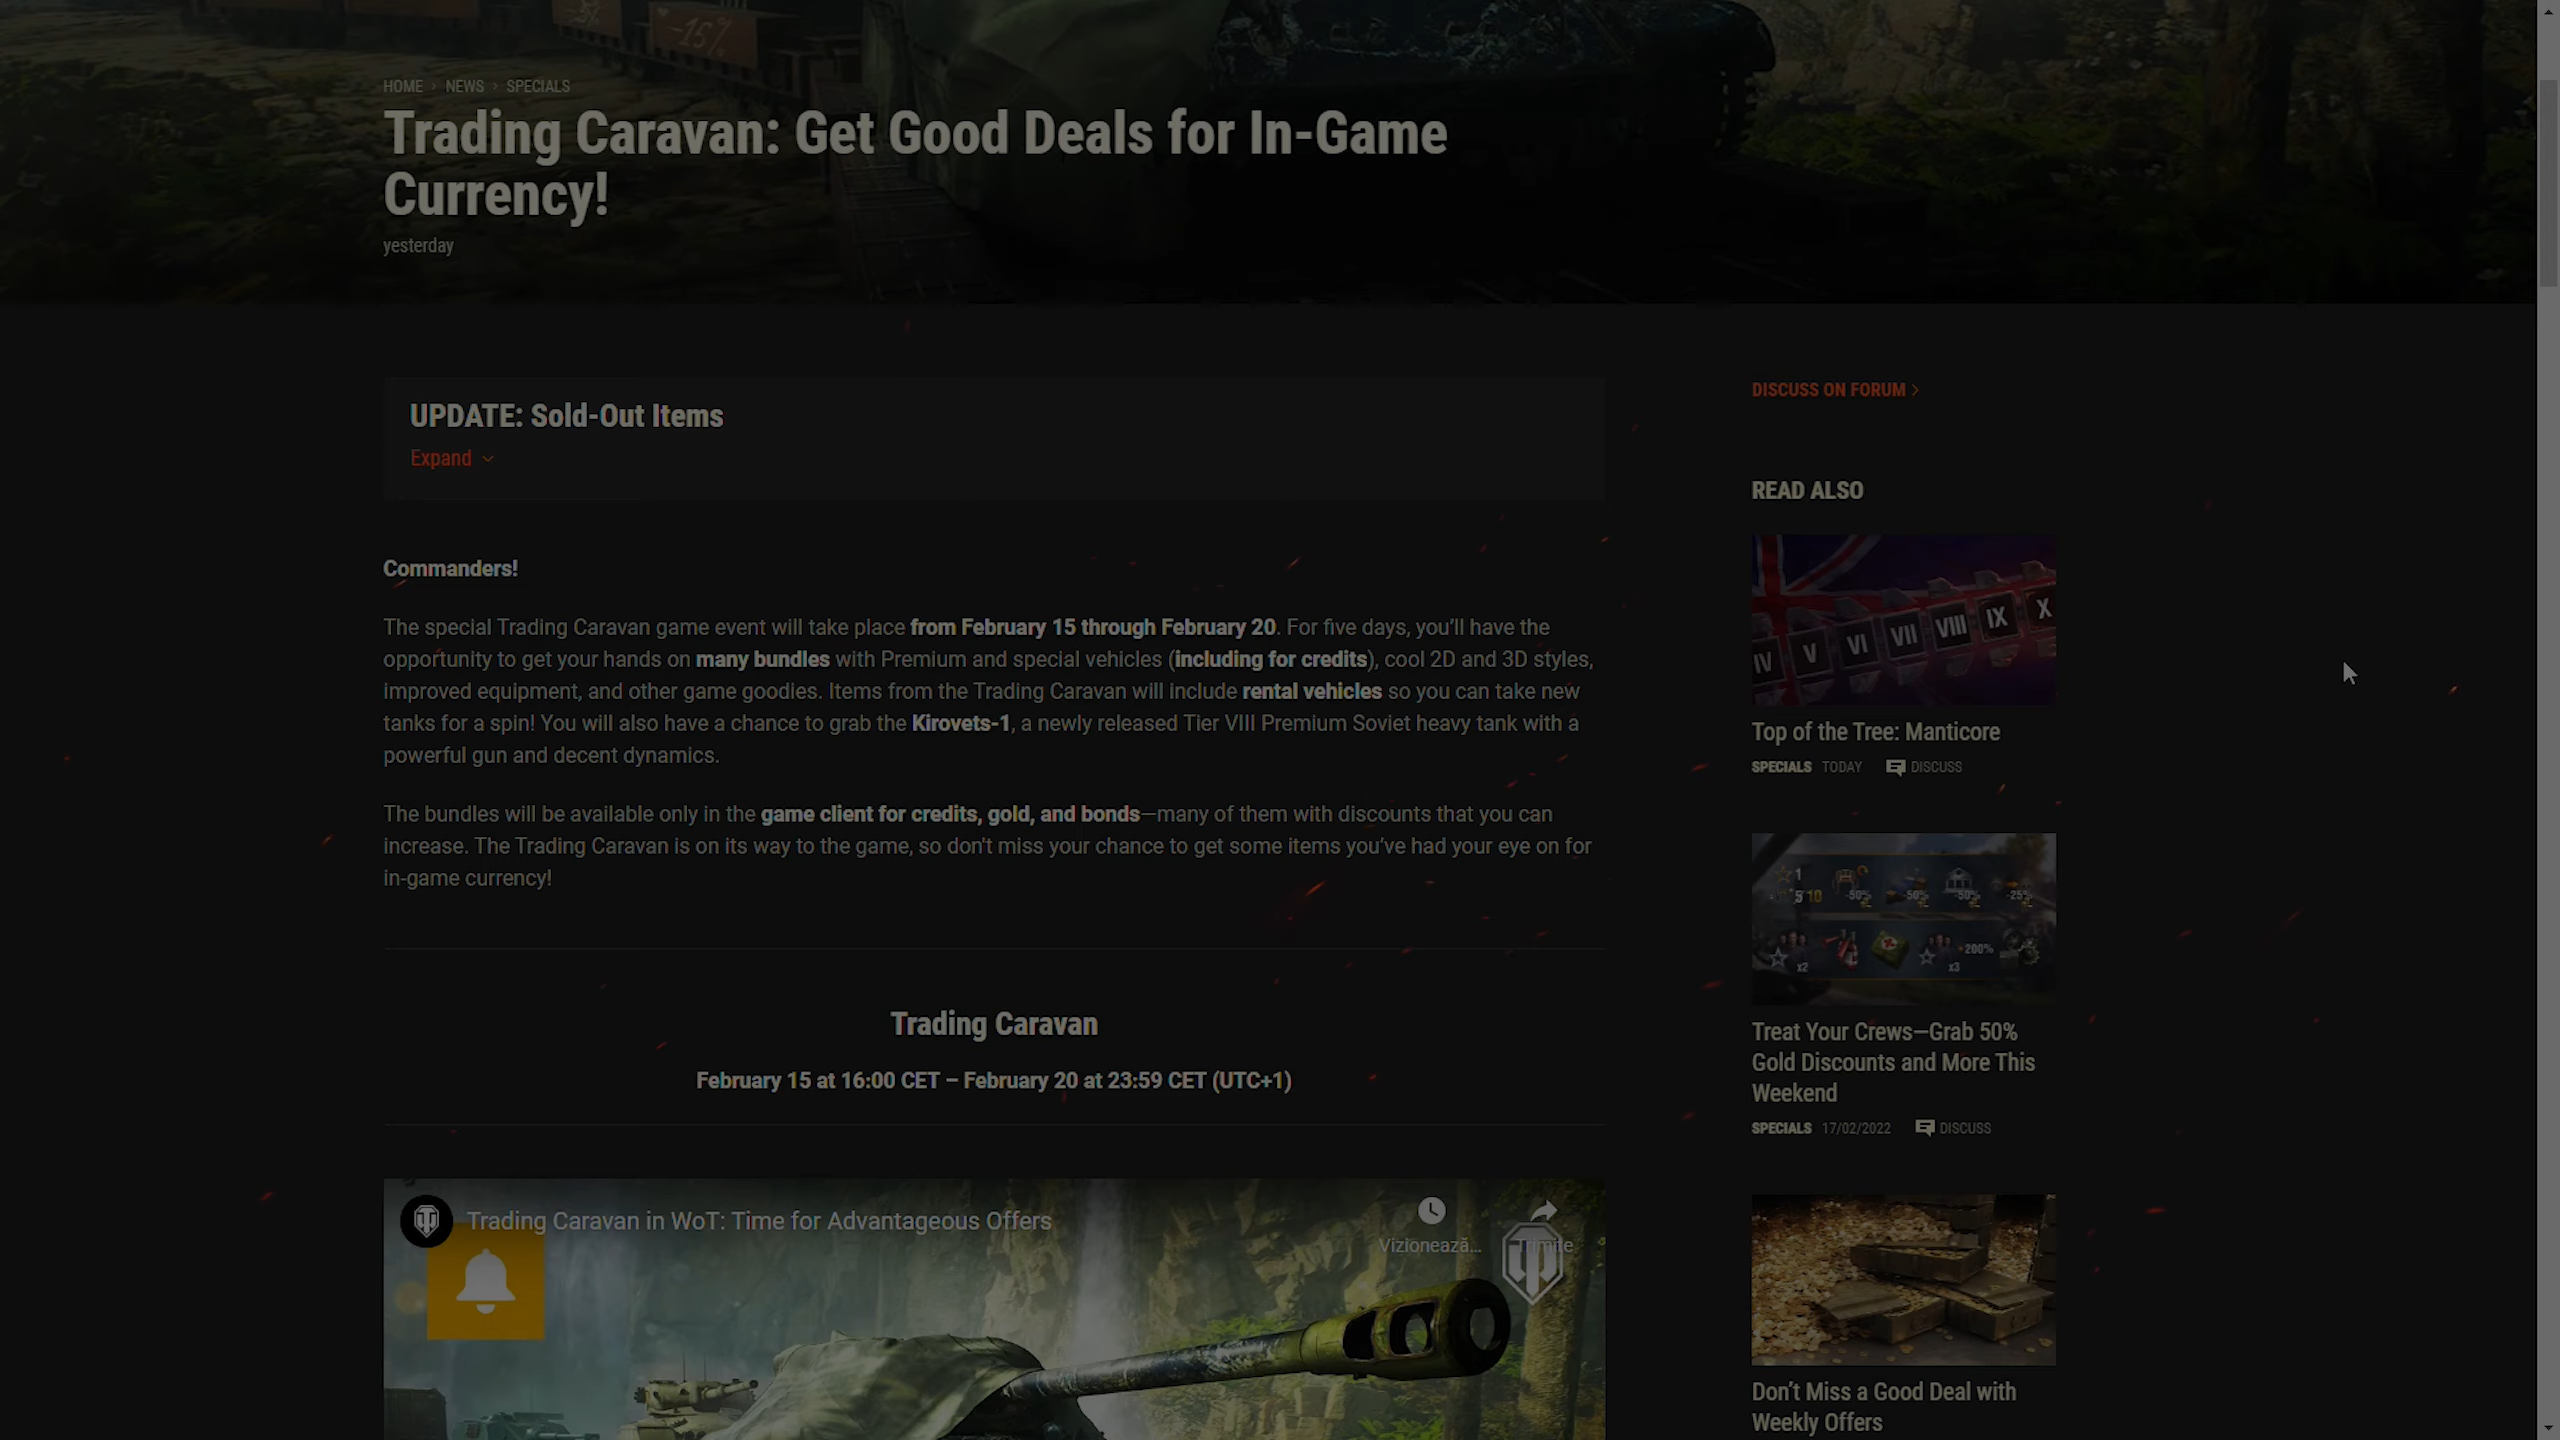 -15%
HOME > NEWS > SPECIALS
Trading Caravan: Get Good Deals for In-Game
Currency!
yesterday
UPDATE: Sold-Out Items
Expand
Commanders!
The special Trading Caravan game event will take place from February 15 through February 20. For five days, you'll have the
opportunity to get your hands on many bundles with Premium and special vehicles (including for credits), cool 2D and 3D styles,
improved equipment, and other game goodies. Items from the Trading Caravan will include rental vehicles so you can take new
tanks for a spin! You will also have a chance to grab the Kirovets-1, a newly released Tier VIII Premium Soviet heavy tank with a
powerful gun and decent dynamics.
The bundles will be available only in the game client for credits, gold, and bonds—many of them with discounts that you can
increase. The Trading Caravan is on its way to the game, so don't miss your chance to get some items you've had your eye on for
in-game currency!
Trading Caravan
February 15 at 16:00 CET – February 20 at 23:59 CET (UTC+1)
Trading Caravan in WoT: Time for Advantageous Offers
Vizionează...
Trimite
DISCUSS ON FORUM >
READ ALSO
IV V VI VII VIII IX X
Top of the Tree: Manticore
SPECIALS TODAY DISCUSS
-50% -50% -50% -25%
x2 x3 +200%
Treat Your Crews—Grab 50%
Gold Discounts and More This
Weekend
SPECIALS 17/02/2022 DISCUSS
Don't Miss a Good Deal with
Weekly Offers